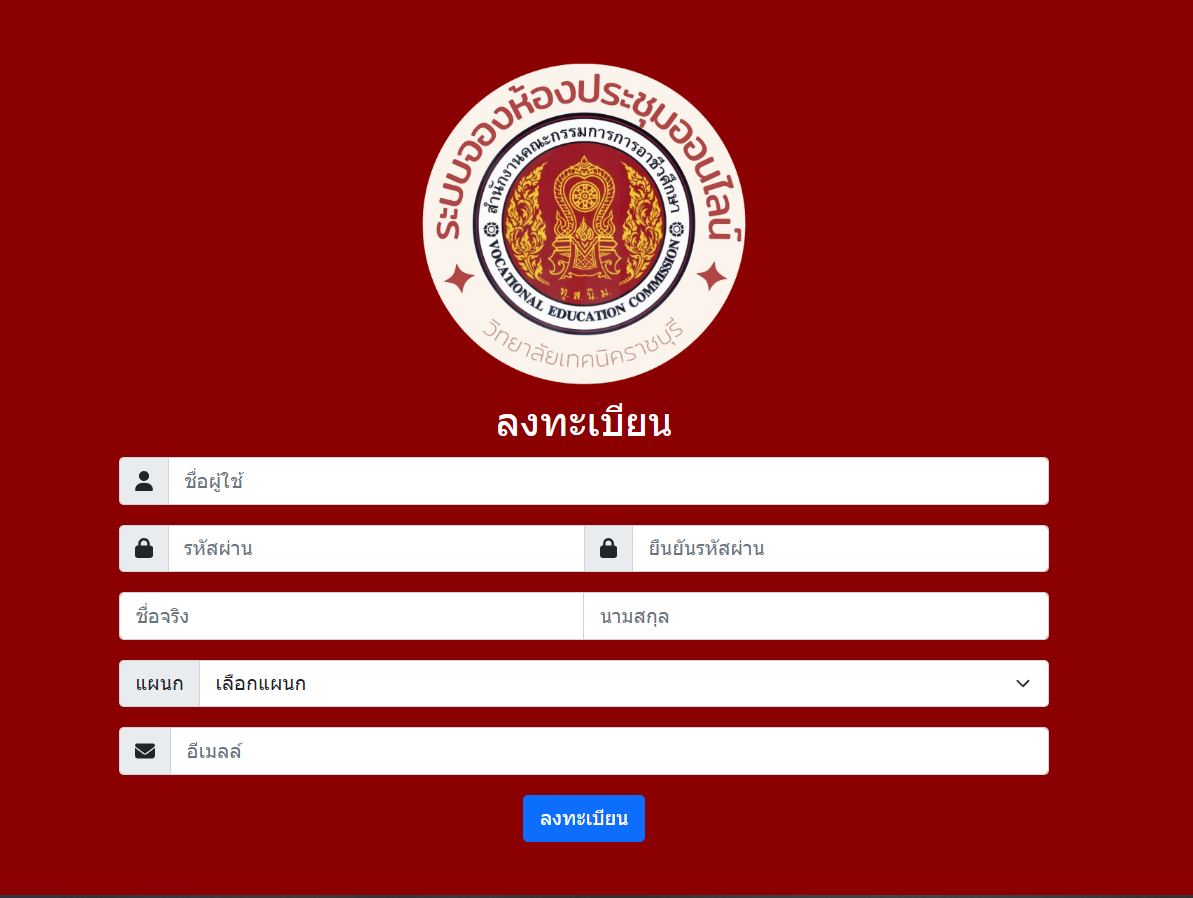 ระบบจองห้องประชุมออนไลน์
สำนักงานคณะกรรมการการอาชีวศึกษา
ทุ. ส. นิ. ม.
VOCATIONAL EDUCATION COMMISSION
วิทยาลัยเทคนิคราชบุรี
ลงทะเบียน
ชื่อผู้ใช้
รหัสผ่าน ยืนยันรหัสผ่าน
ชื่อจริง นามสกุล
แผนก เลือกแผนก
อีเมลล์
ลงทะเบียน